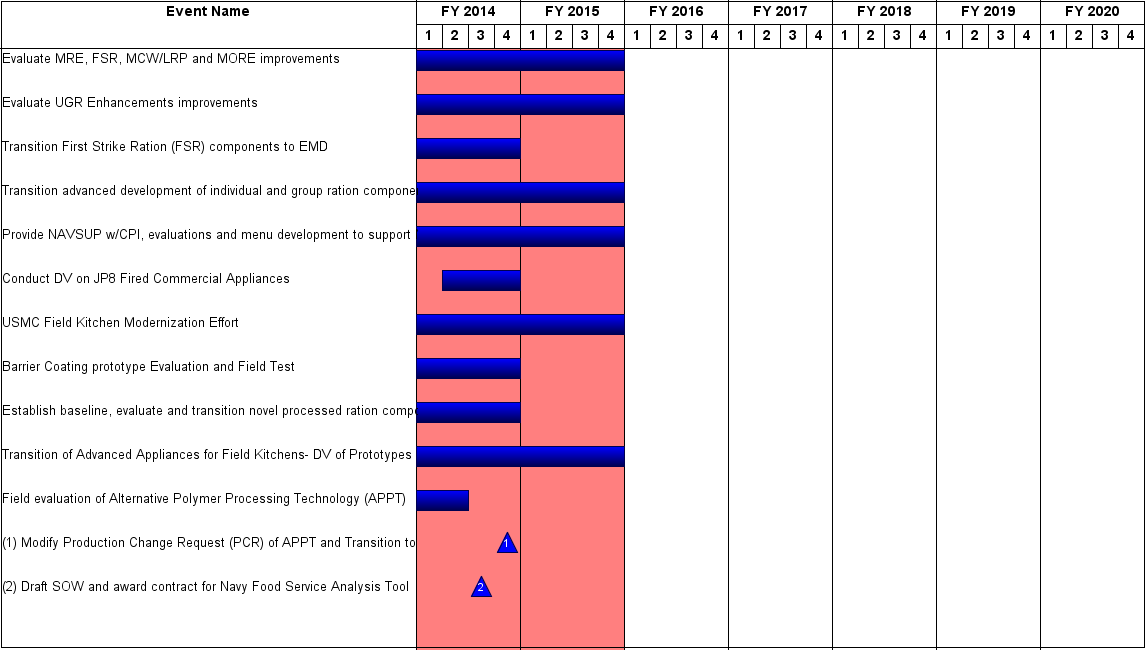 Event Name FY 2014 FY 2015 FY 2016 FY 2017 FY 2018 FY 2019 FY 2020
1 2 3 4 1 2 3 4 1 2 3 4 1 2 3 4 1 2 3 4 1 2 3 4 1 2 3 4
Evaluate MRE, FSR, MCW/LRP and MORE improvements
Evaluate UGR Enhancements improvements
Transition First Strike Ration (FSR) components to EMD
Transition advanced development of individual and group ration compone
Provide NAVSUP w/CPI, evaluations and menu development to support
Conduct DV on JP8 Fired Commercial Appliances
USMC Field Kitchen Modernization Effort
Barrier Coating prototype Evaluation and Field Test
Establish baseline, evaluate and transition novel processed ration compo
Transition of Advanced Appliances for Field Kitchens- DV of Prototypes
Field evaluation of Alternative Polymer Processing Technology (APPT)
(1) Modify Production Change Request (PCR) of APPT and Transition to 1
(2) Draft SOW and award contract for Navy Food Service Analysis Tool 2